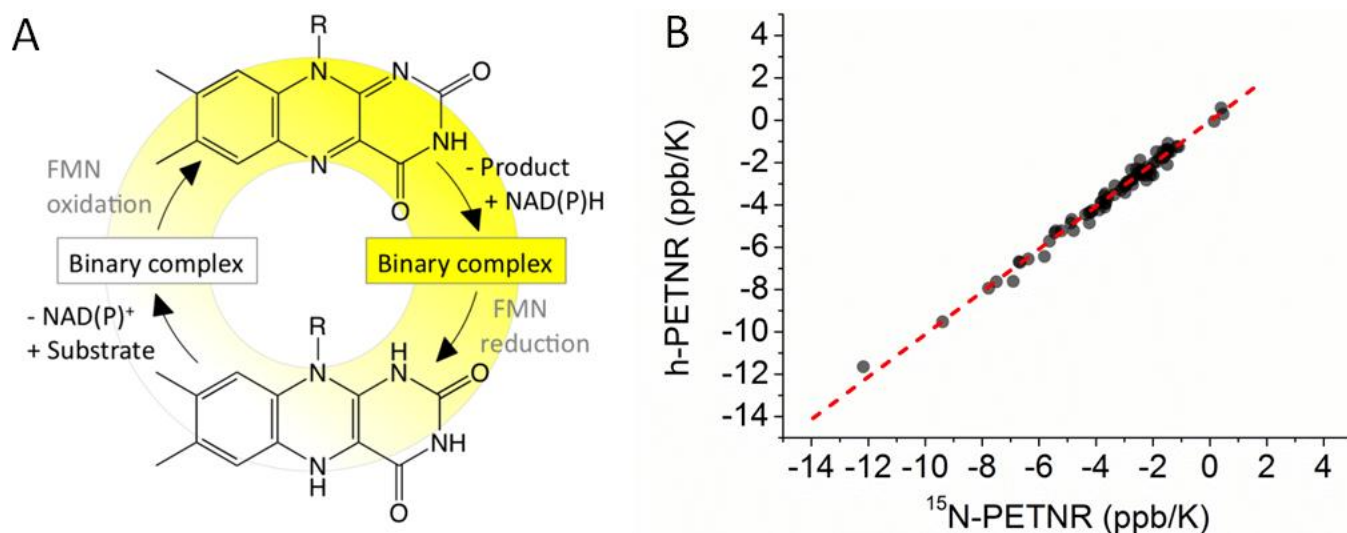 A
R
N
N
O
NH
N
O
FMN
oxidation
- Product
+ NAD(P)H
Binary complex
Binary complex
- NAD(P)⁺
+ Substrate
FMN
reduction
R
H
N
N
O
NH
N
H
O
B
h-PETNR (ppb/K)
4
2
0
-2
-4
-6
-8
-10
-12
-14
-14 -12 -10 -8 -6 -4 -2 0 2 4
¹⁵N-PETNR (ppb/K)